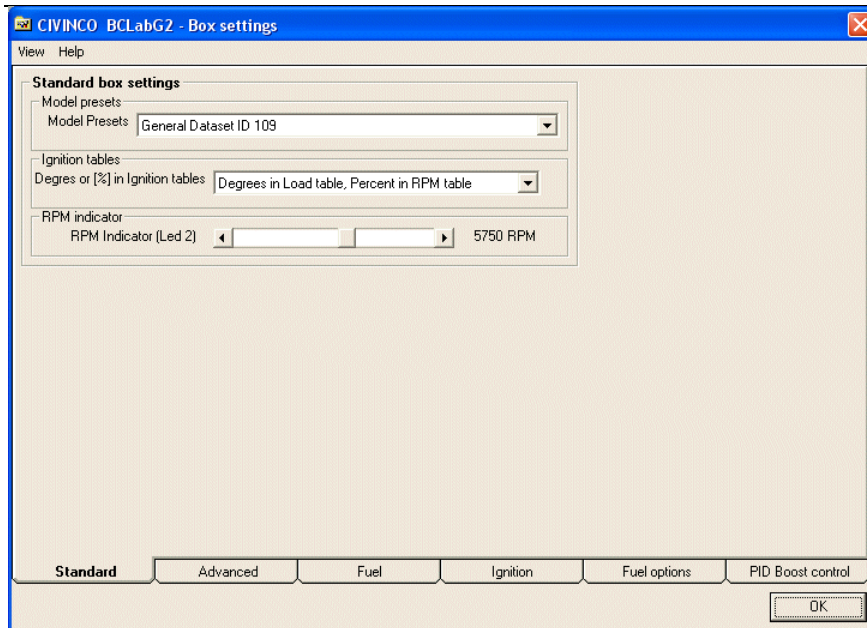 CIVINCO BCLabG2 - Box settings
View Help
Standard box settings
Model presets
Model Presets General Dataset ID 109
Ignition tables
Degres or [%] in Ignition tables Degrees in Load table, Percent in RPM table
RPM indicator
RPM Indicator (Led 2) 5750 RPM
Standard Advanced Fuel Ignition Fuel options PID Boost control
OK